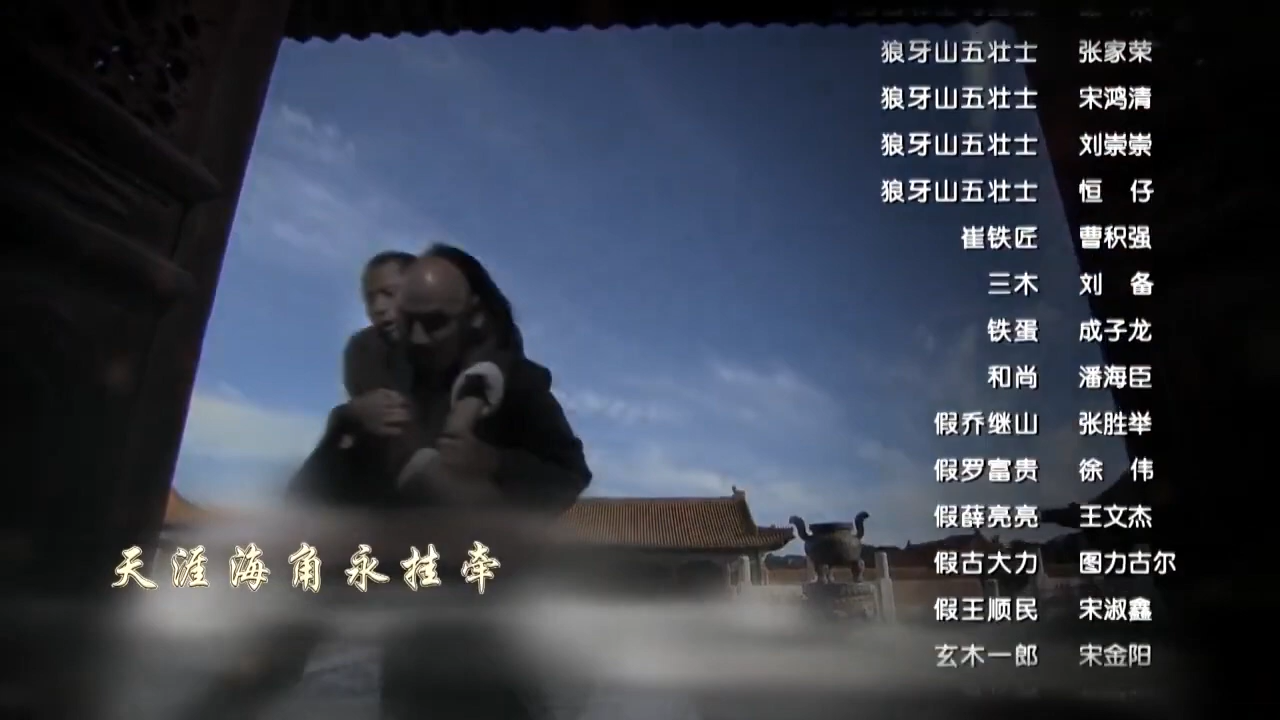 狼牙山五壮士 张家荣
狼牙山五壮士 宋鸿清
狼牙山五壮士 刘崇崇
狼牙山五壮士 恒 仔
崔铁匠 曹积强
三木 刘 备
铁蛋 成子龙
和尚 潘海臣
假乔继山 张胜举
假罗富贵 徐 伟
假薛亮亮 王文杰
假古大力 图力古尔
假王顺民 宋淑鑫
玄木一郎 宋金阳
天涯海角永挂牵